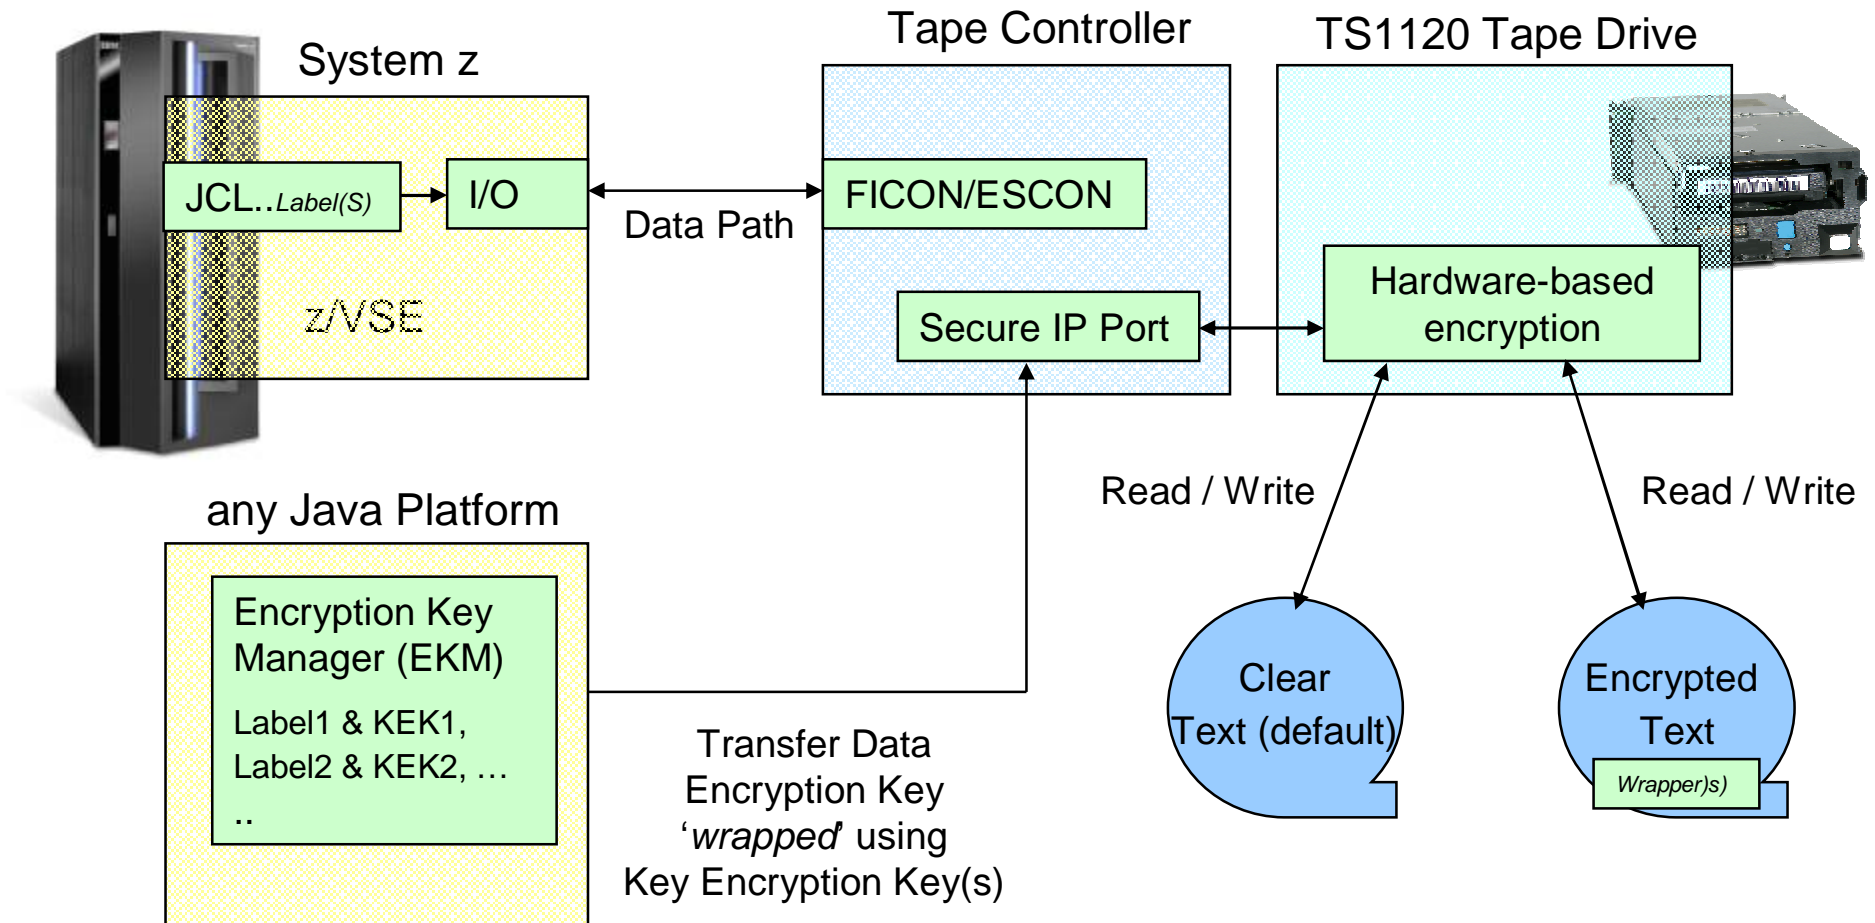 System z
Tape Controller
TS1120 Tape Drive
JCL..Label(S)
I/O
Data Path
FICON/ESCON
z/VSE
Secure IP Port
Hardware-based
encryption
Read / Write
Read / Write
any Java Platform
Encryption Key
Manager (EKM)
Label1 & KEK1,
Label2 & KEK2, …
..
Transfer Data
Encryption Key
‘wrapped’ using
Key Encryption Key(s)
Clear
Text (default)
Encrypted
Text
Wrapper)s)